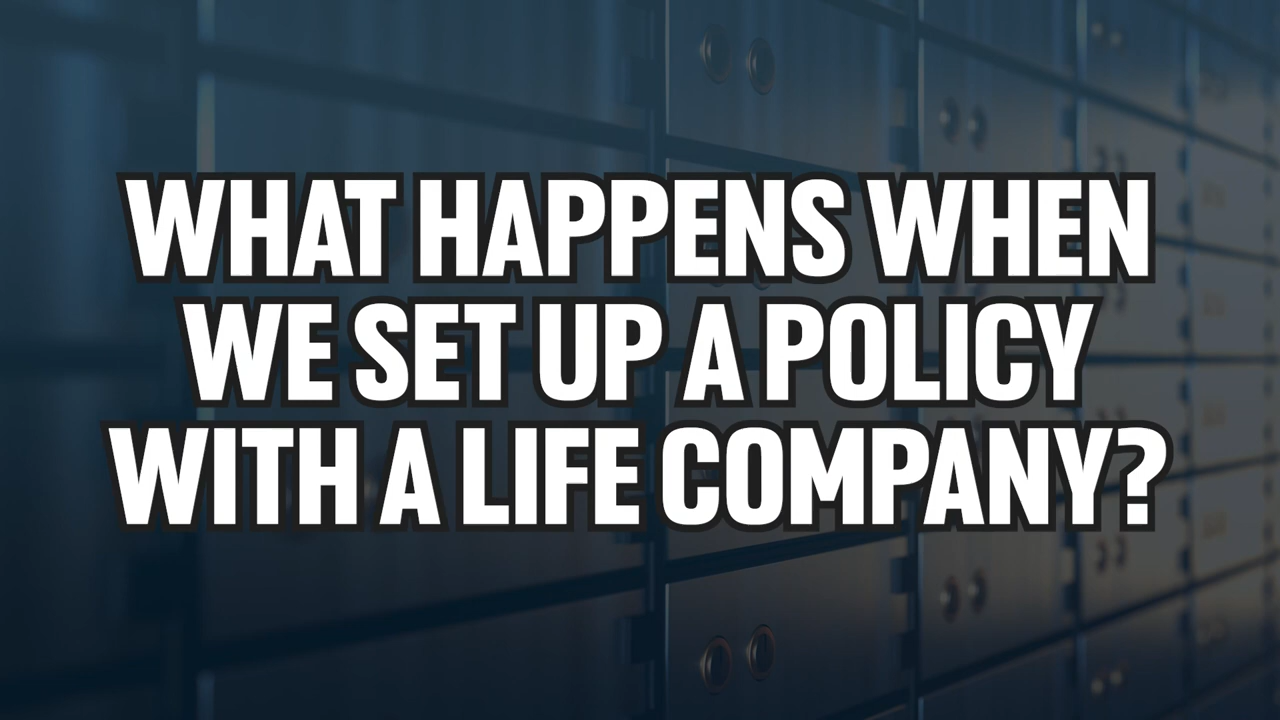 WHAT HAPPENS WHEN
WE SET UP A POLICY
WITH A LIFE COMPANY?